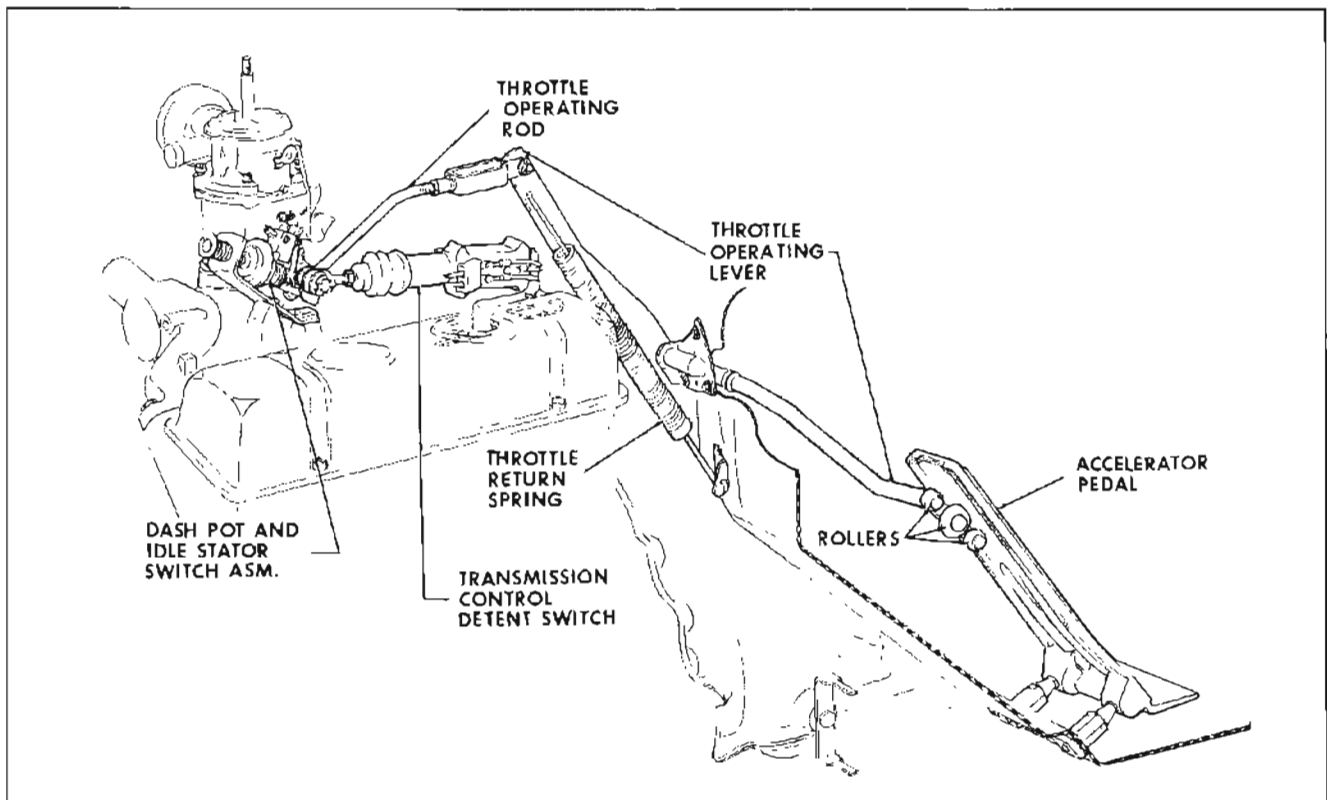 THROTTLE
OPERATING
ROD
THROTTLE
OPERATING
LEVER
THROTTLE
RETURN
SPRING
ACCELERATOR
PEDAL
ROLLERS
DASH POT AND
IDLE STATOR
SWITCH ASM.
TRANSMISSION
CONTROL
DETENT SWITCH